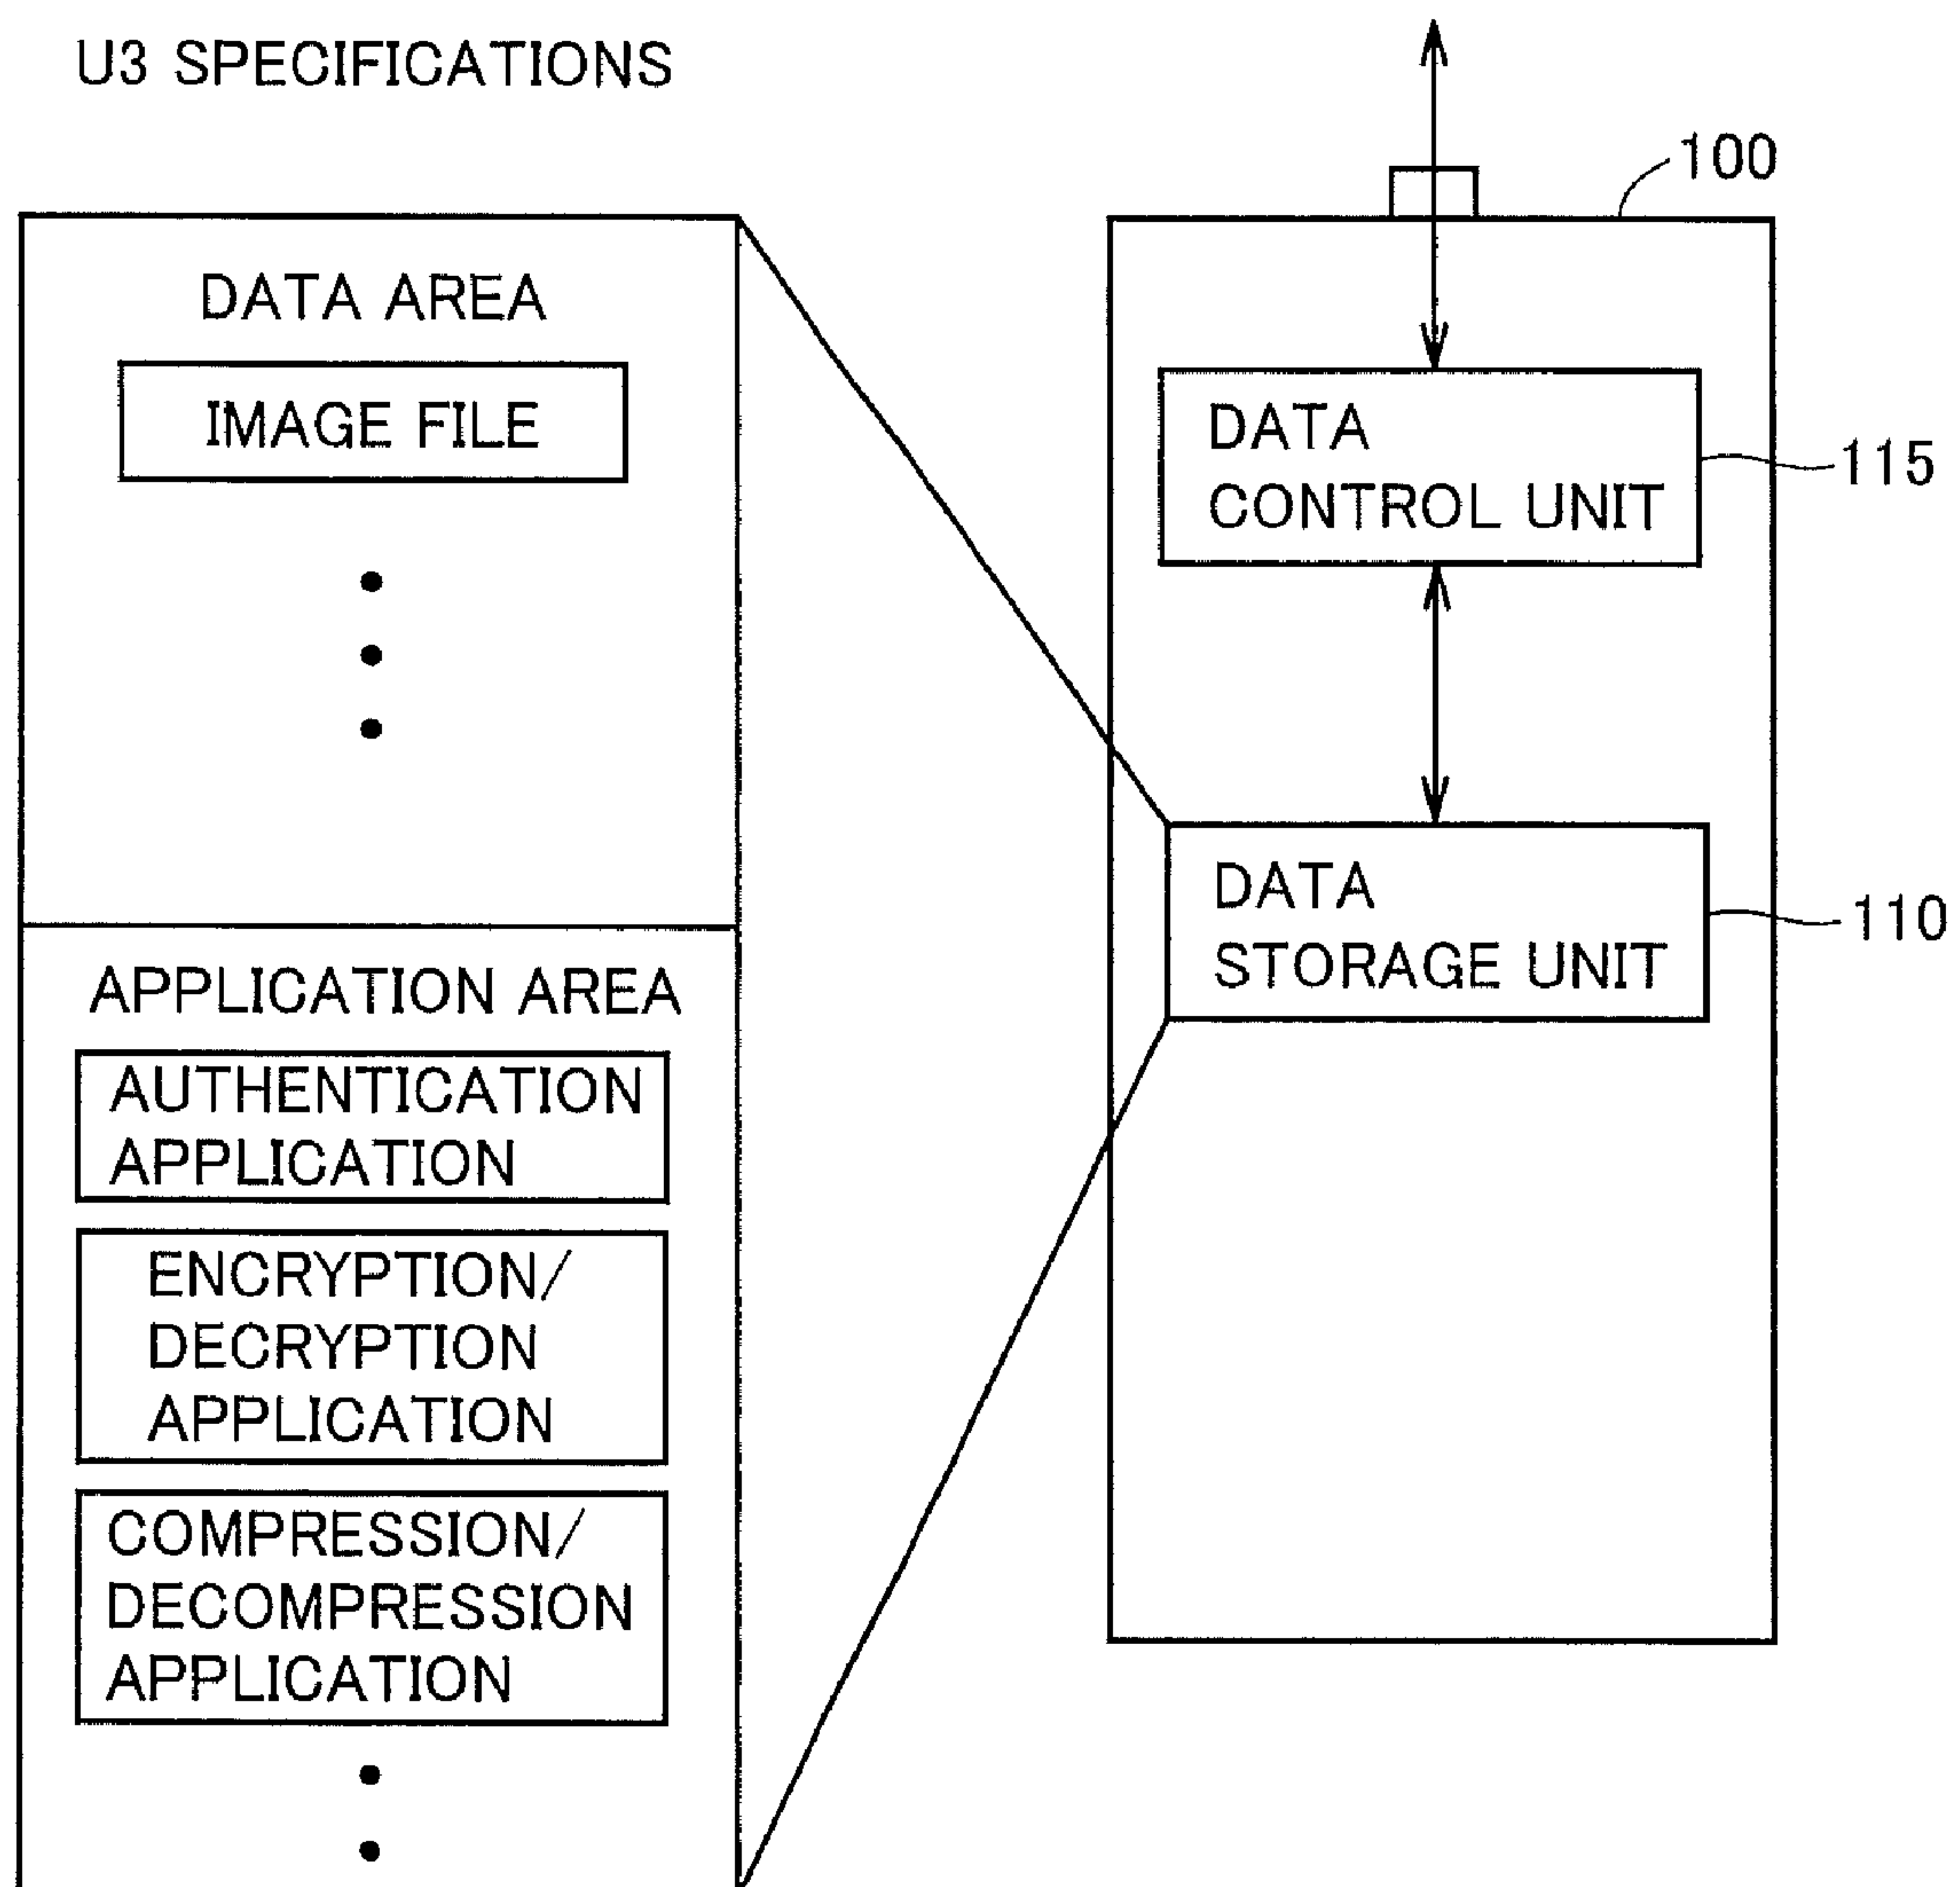 U3 SPECIFICATIONS
DATA AREA
IMAGE FILE
APPLICATION AREA
AUTHENTICATION
APPLICATION
ENCRYPTION/
DECRYPTION
APPLICATION
COMPRESSION/
DECOMPRESSION
APPLICATION
100
DATA
CONTROL UNIT
115
DATA
STORAGE UNIT
110